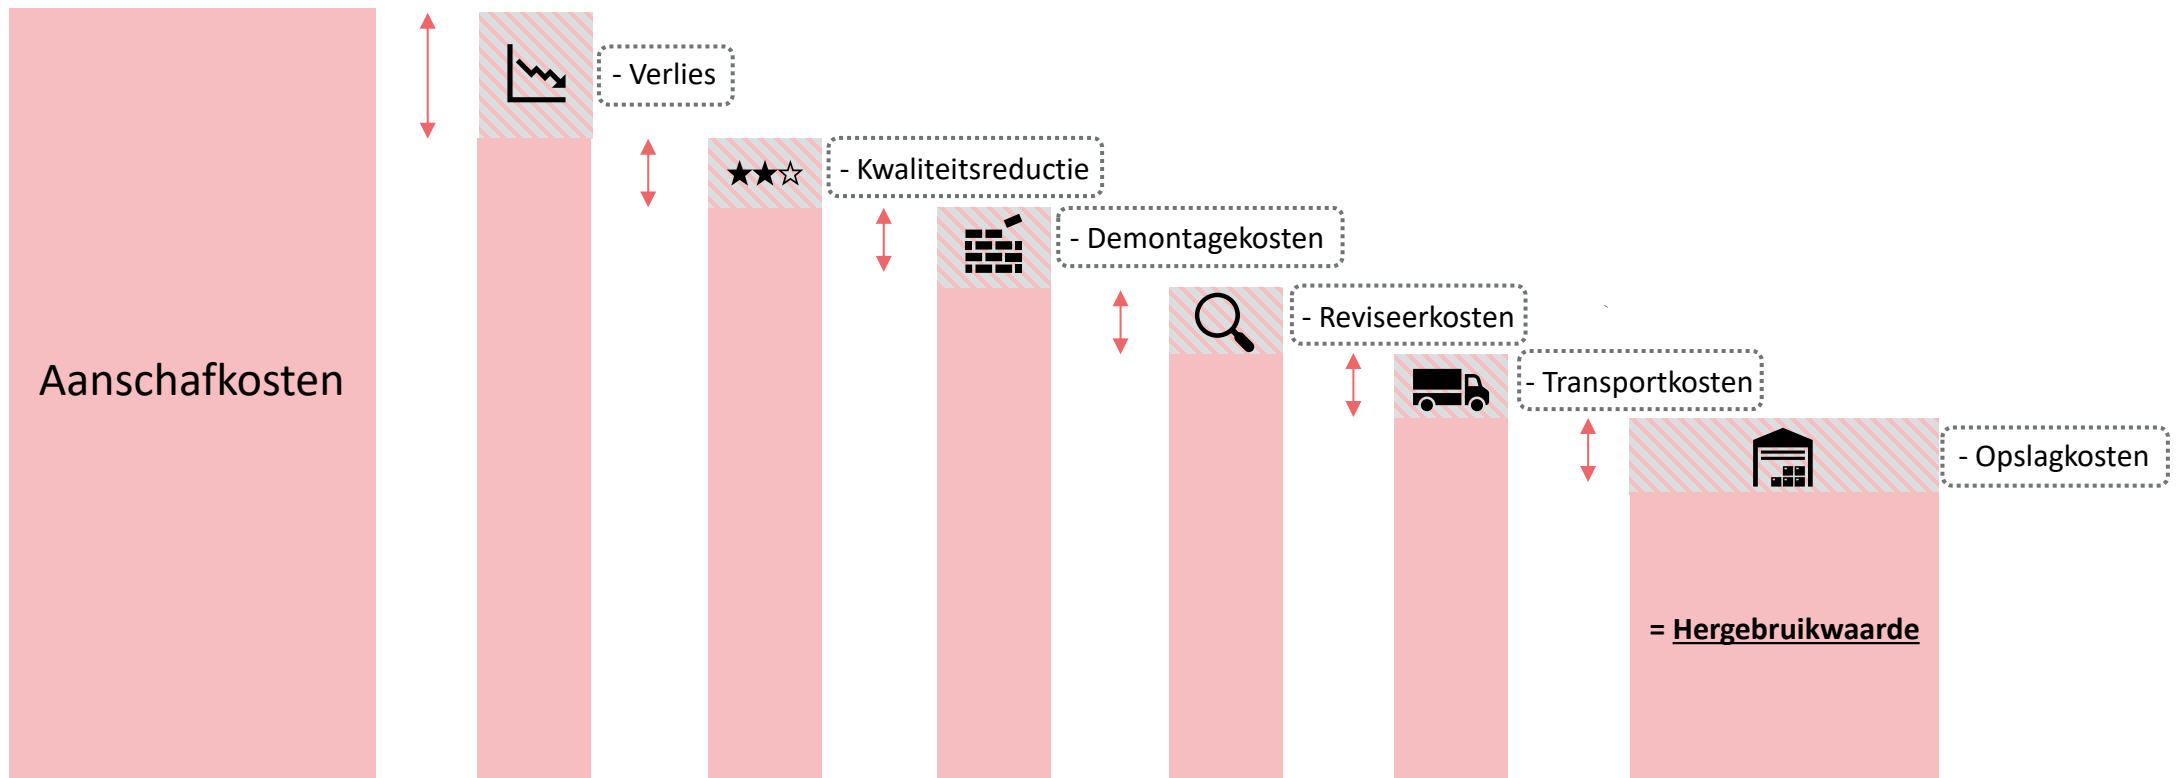 - Verlies
- Kwaliteitsreductie
- Demontagekosten
- Reviseerkosten
Aanschafkosten
- Transportkosten
- Opslagkosten
= Hergebruikwaarde